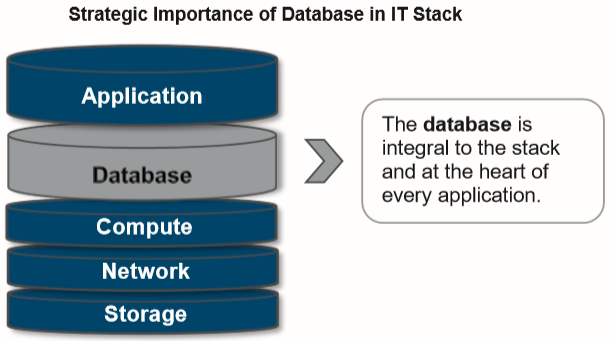 Strategic Importance of Database in IT Stack
Application
Database
Compute
Network
Storage
The database is
integral to the stack
and at the heart of
every application.